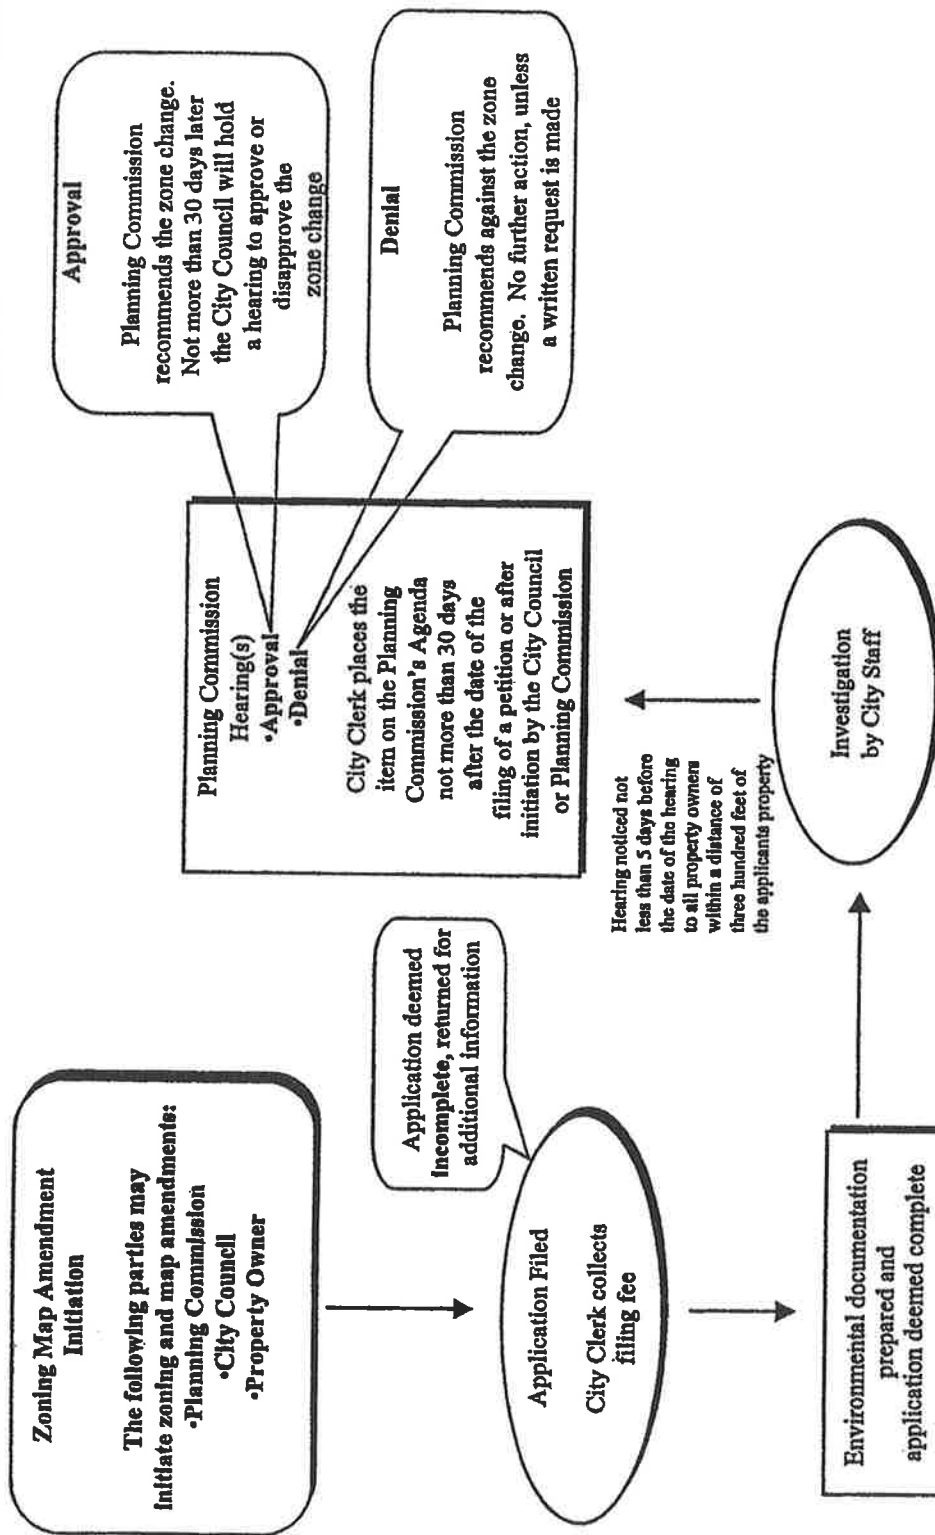 Zoning Map Amendment
Initiation
The following parties may
initiate zoning and map amendments:
•Planning Commission
•City Council
•Property Owner
Application deemed
incomplete, returned for
additional information
Application Filed
City Clerk collects
filing fee
Environmental documentation
prepared and
application deemed complete
Investigation
by City Staff
Hearing noticed not
less than 5 days before
the date of the hearing
to all property owners
within a distance of
three hundred feet of
the applicants property
Planning Commission
Hearing(s)
•Approval
•Denial
City Clerk places the
item on the Planning
Commission's Agenda
not more than 30 days
after the date of the
filing of a petition or after
initiation by the City Council
or Planning Commission
Approval
Planning Commission
recommends the zone change.
Not more than 30 days later
the City Council will hold
a hearing to approve or
disapprove the
zone change
Denial
Planning Commission
recommends against the zone
change. No further action, unless
a written request is made